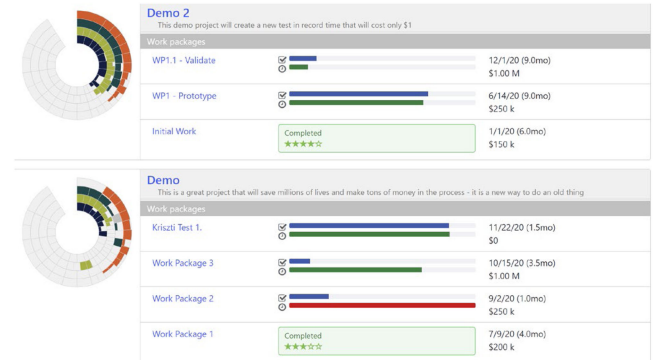 Demo 2
This demo project will create a new test in record time that will cost only $1
Work packages
WP1.1 - Validate
12/1/20 (9.0mo)
$1.00 M
WP1 - Prototype
6/14/20 (9.0mo)
$250 k
Initial Work
Completed
1/1/20 (6.0mo)
$150 k
Demo
This is a great project that will save millions of lives and make tons of money in the process - it is a new way to do an old thing
Work packages
Kriszti Test 1.
11/22/20 (1.5mo)
$0
Work Package 3
10/15/20 (3.5mo)
$1.00 M
Work Package 2
9/2/20 (1.0mo)
$250 k
Work Package 1
Completed
7/9/20 (4.0mo)
$200 k